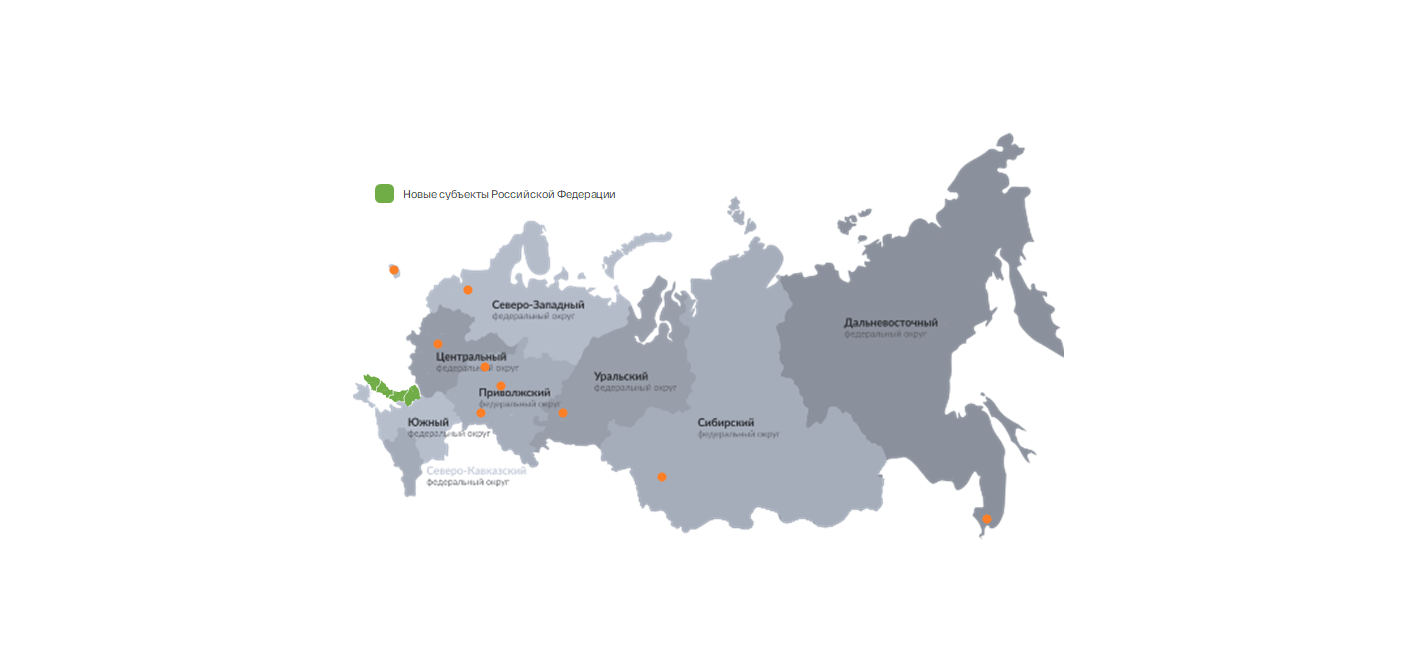 Новые субъекты Российской Федерации
Северо-Западный
федеральный округ
Дальневосточный
федеральный округ
Центральный
федеральный округ
Уральский
федеральный округ
Приволжский
федеральный округ
Южный
федеральный округ
Сибирский
федеральный округ
Северо-Кавказский
федеральный округ